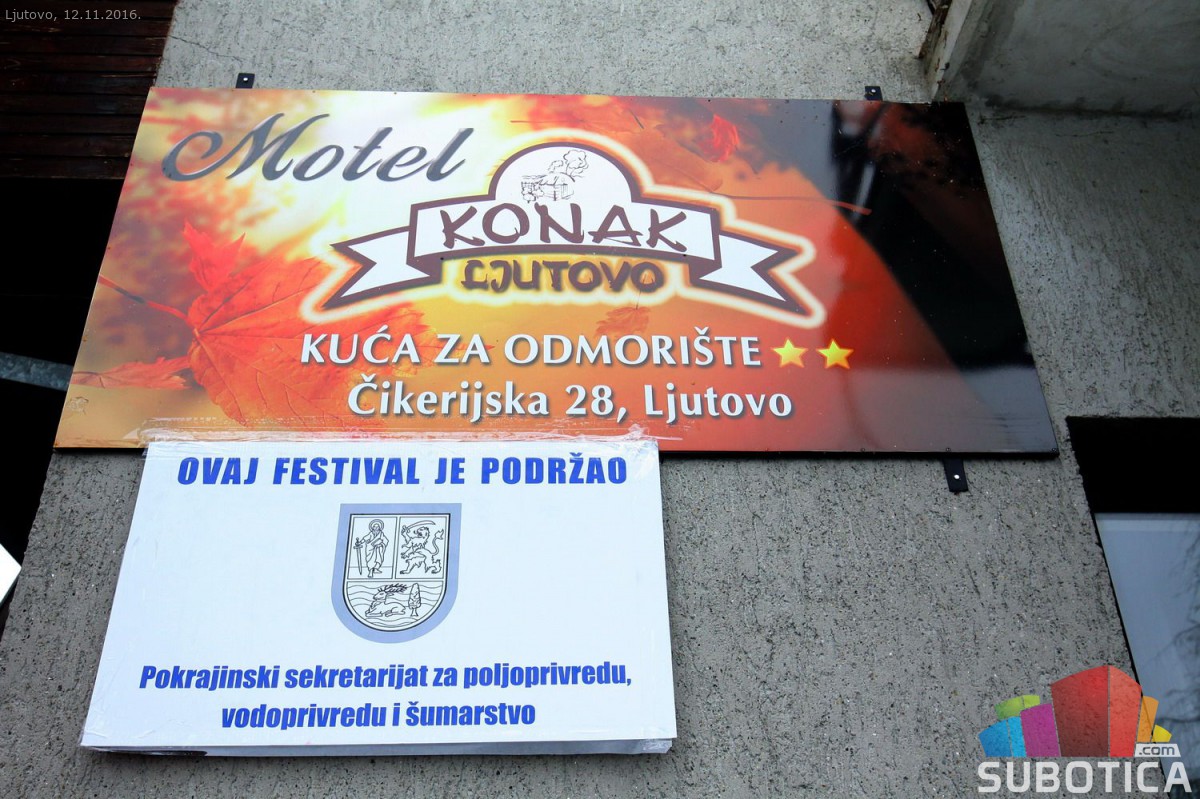 Ljutovo, 12.11.2016.
Motel
KONAK
LJUTOVO
KUĆA ZA ODMORIŠTE
Čikerijska 28, Ljutovo
OVAJ FESTIVAL JE PODRŽAO
Pokrajinski sekretarijat za poljoprivredu,
vodoprivredu i šumarstvo
.com
SUBOTICA